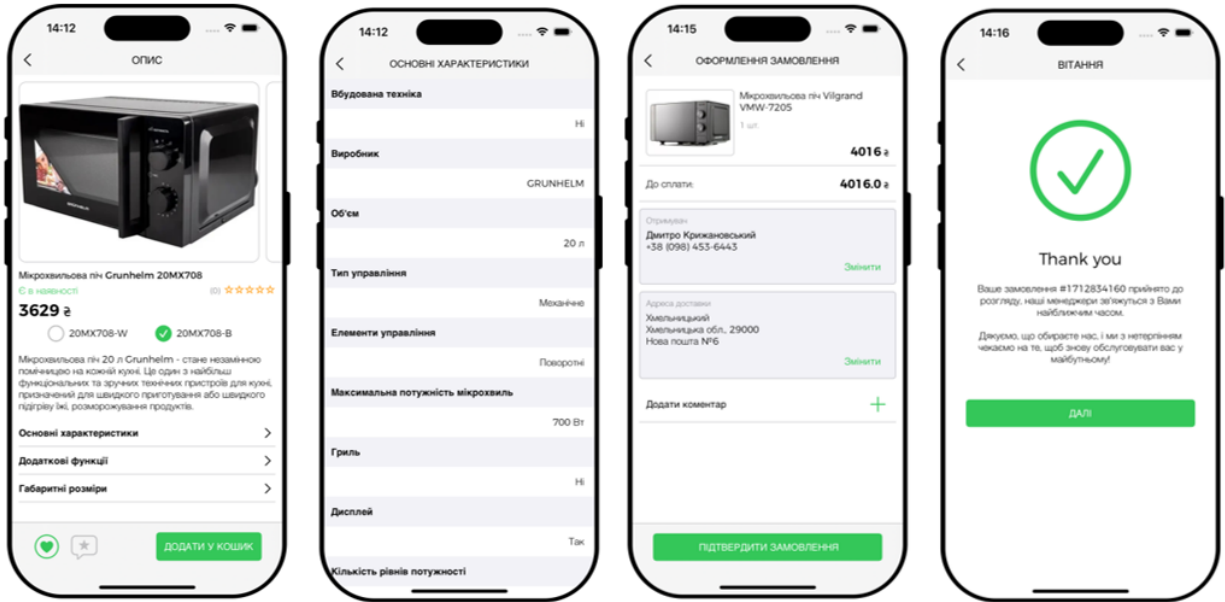 14:12
ОПИС
Мікрохвильова піч Grunhelm 20MX708
Є в наявності
(0)
3629 ₴
20MX708-W
20MX708-B
Мікрохвильова піч 20 л Grunhelm - стане незамінною
помічницею на кожній кухні. Це один з найбільш
функціональних та зручних технічних пристроїв для кухні,
призначений для швидкого приготування або швидкого
підігріву їжі, розморожування продуктів.
Основні характеристики
Додаткові функції
Габаритні розміри
ДОДАТИ У КОШИК
14:12
ОСНОВНІ ХАРАКТЕРИСТИКИ
Вбудована техніка
Ні
Виробник
GRUNHELM
Об'єм
20 л
Тип управління
Механічне
Елементи управління
Поворотні
Максимальна потужність мікрохвиль
700 Вт
Гриль
Ні
Дисплей
Так
Кількість рівнів потужності
14:15
ОФОРМЛЕННЯ ЗАМОВЛЕННЯ
Мікрохвильова піч Vilgrand
VMW-7205
1 шт.
4016 ₴
До сплати:
4016.0 ₴
Отримувач
Дмитро Крижановський
+38 (098) 453-6443
Змінити
Адреса доставки
Хмельницький
Хмельницька обл., 29000
Нова пошта №6
Змінити
Додати коментар
ПІДТВЕРДИТИ ЗАМОВЛЕННЯ
14:16
ВІТАННЯ
Thank you
Ваше замовлення #1712834160 прийнято до
розгляду, наші менеджери зв'яжуться з Вами
найближчим часом.
Дякуємо, що обираєте нас, і ми з нетерпінням
чекаємо на те, щоб знову обслуговувати вас у
майбутньому!
ДАЛІ